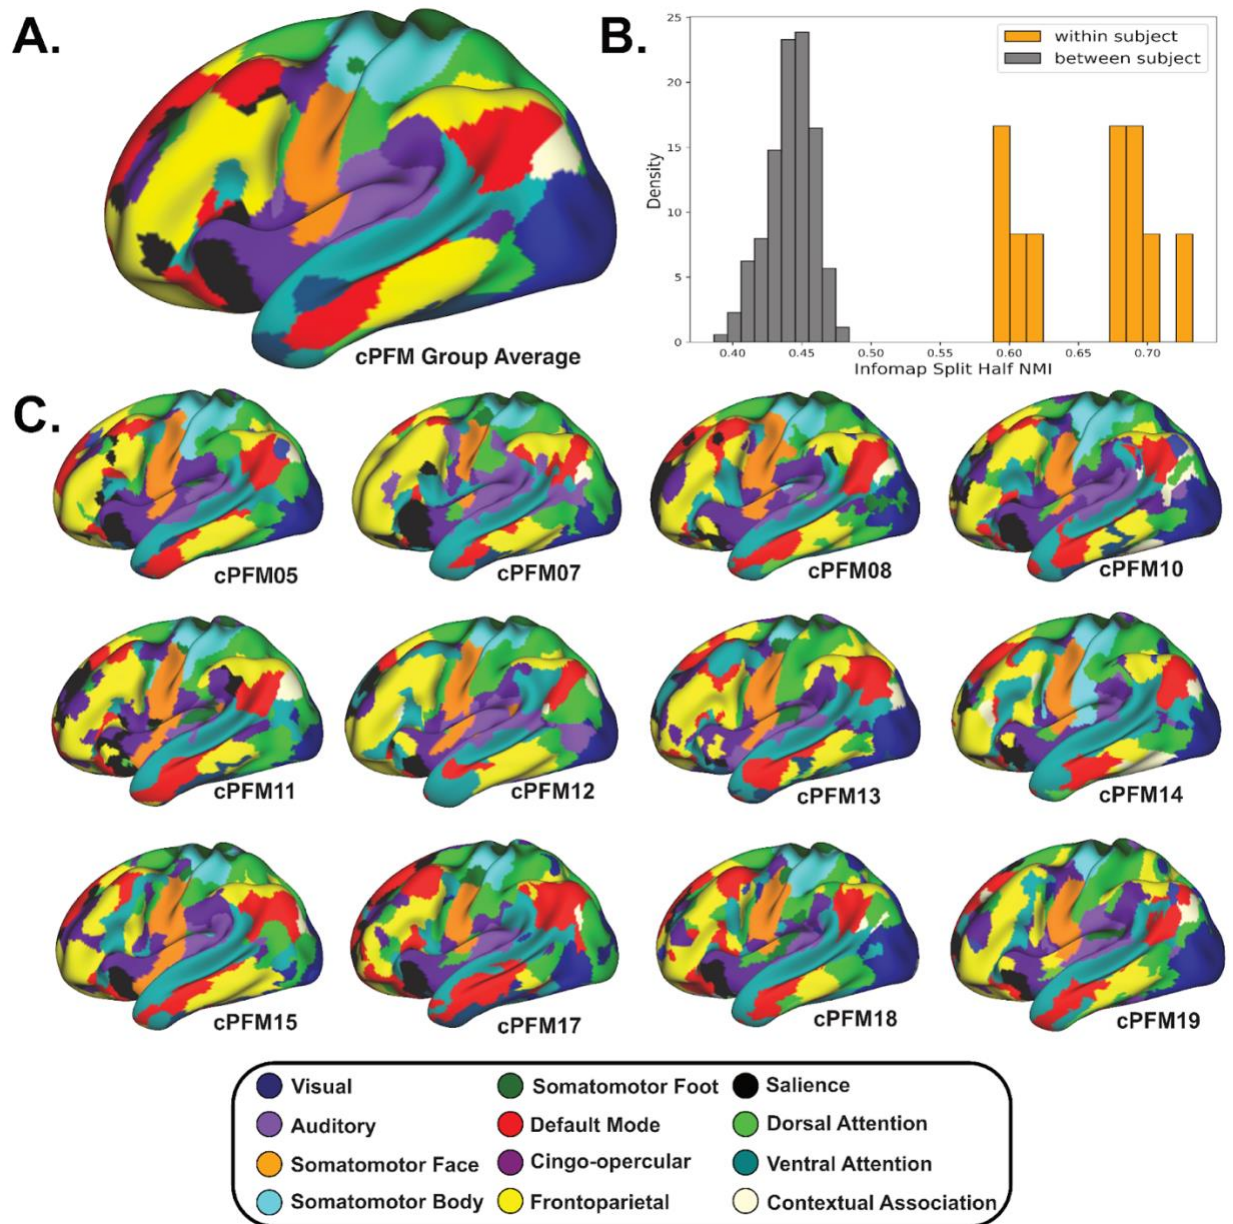 A.
cPFM Group Average
B.
25
20
15
10
5
0
Density
within subject
between subject
0.40 0.45 0.50 0.55 0.60 0.65 0.70
Infomap Split Half NMI
C.
cPFM05 cPFM07 cPFM08 cPFM10
cPFM11 cPFM12 cPFM13 cPFM14
cPFM15 cPFM17 cPFM18 cPFM19
Visual Somatomotor Foot Salience
Auditory Default Mode Dorsal Attention
Somatomotor Face Cingo-opercular Ventral Attention
Somatomotor Body Frontoparietal Contextual Association